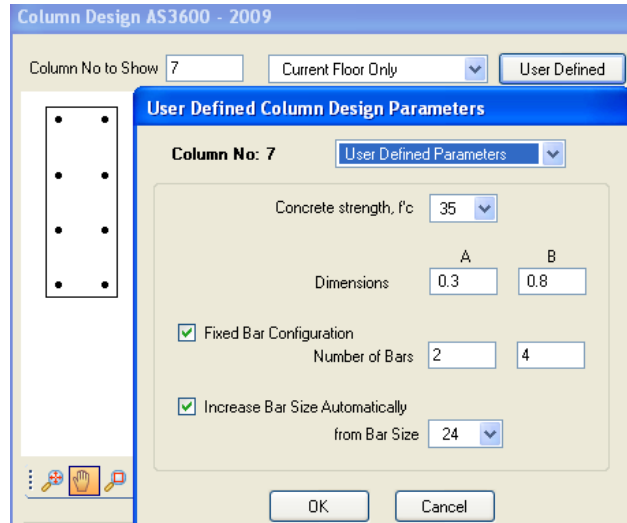 Column Design AS3600 - 2009
Column No to Show 7 Current Floor Only User Defined
User Defined Column Design Parameters
Column No: 7 User Defined Parameters
Concrete strength, f'c 35
A B
Dimensions 0.3 0.8
Fixed Bar Configuration
Number of Bars 2 4
Increase Bar Size Automatically
from Bar Size 24
OK Cancel